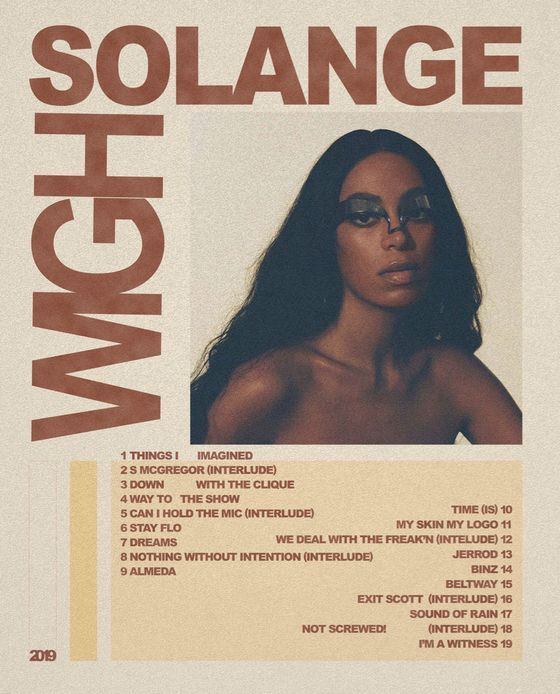 SOLANGE
WIGH
1 THINGS I IMAGINED
2 S MCGREGOR (INTERLUDE)
3 DOWN WITH THE CLIQUE
4 WAY TO THE SHOW
5 CAN I HOLD THE MIC (INTERLUDE)
6 STAY FLO
7 DREAMS
8 NOTHING WITHOUT INTENTION (INTERLUDE)
9 ALMEDA
TIME (IS) 10
MY SKIN MY LOGO 11
WE DEAL WITH THE FREAK'N (INTELUDE) 12
JERROD 13
BINZ 14
BELTWAY 15
EXIT SCOTT (INTERLUDE) 16
SOUND OF RAIN 17
NOT SCREWED! (INTERLUDE) 18
I'M A WITNESS 19
2019